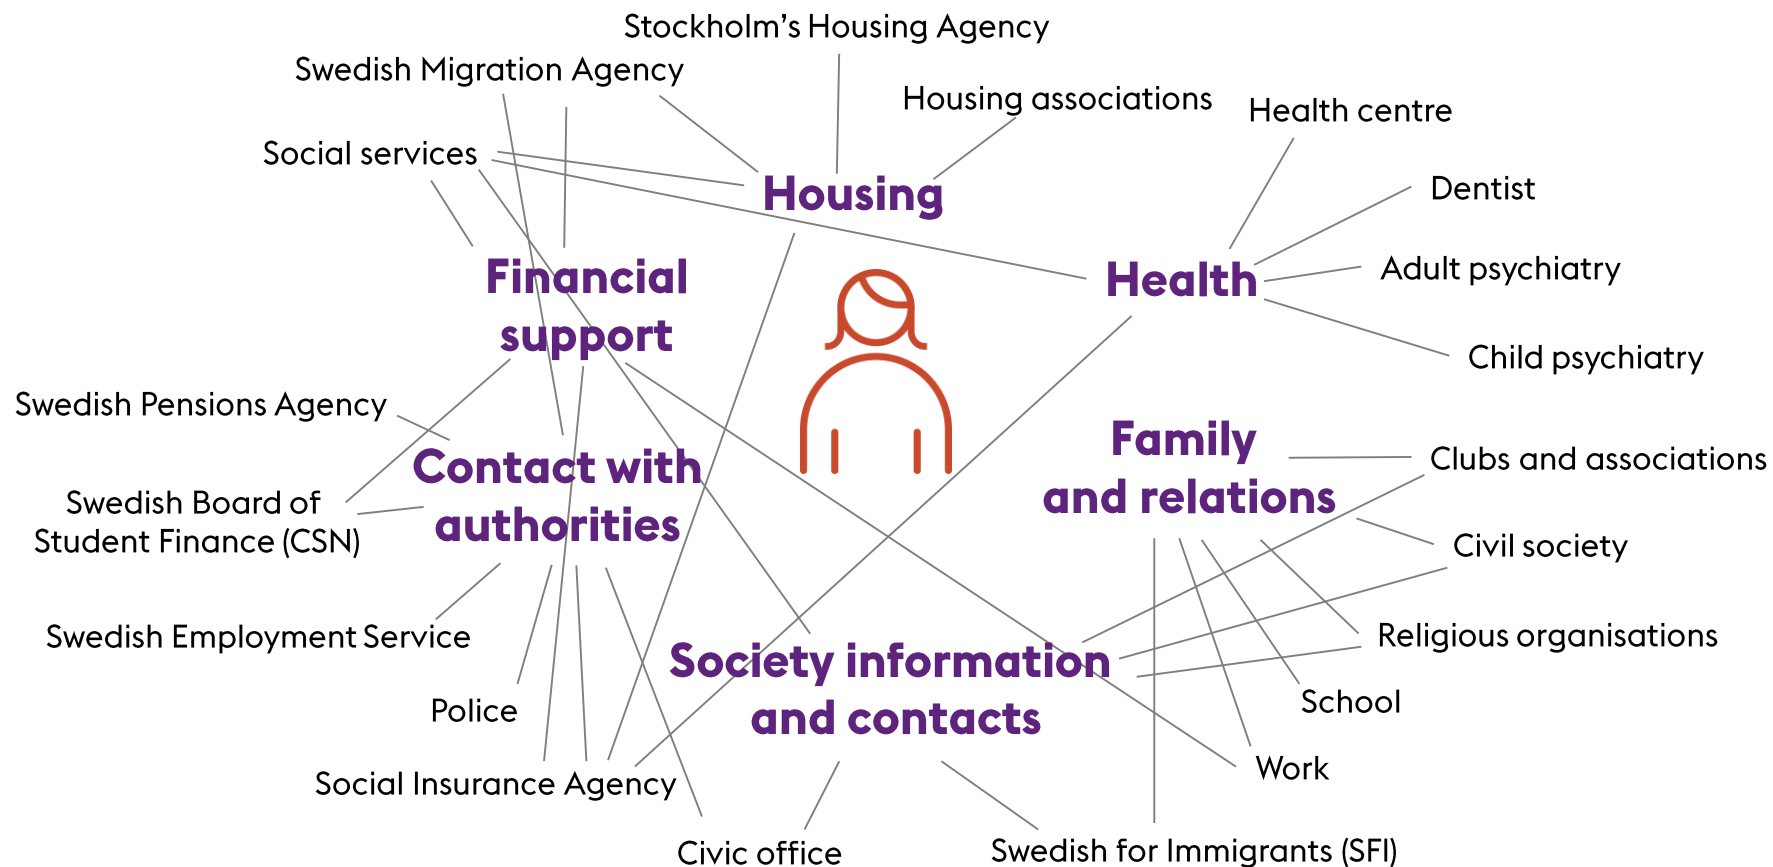 Stockholm's Housing Agency
Swedish Migration Agency
Housing associations
Health centre
Social services
Housing
Dentist
Financial
support
Health
Adult psychiatry
Child psychiatry
Swedish Pensions Agency
Contact with
authorities
Family
and relations
Clubs and associations
Swedish Board of
Student Finance (CSN)
Civil society
Swedish Employment Service
Society information
and contacts
Religious organisations
Police
School
Social Insurance Agency
Work
Civic office
Swedish for Immigrants (SFI)